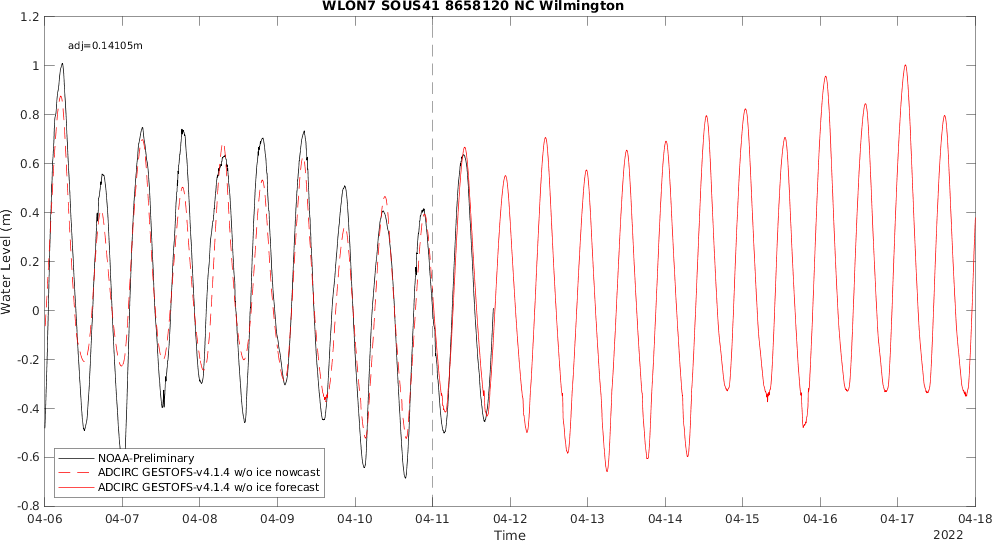 WLON7 SOUS41 8658120 NC Wilmington
adj=0.14105m
1.2
1
0.8
0.6
0.4
0.2
0
-0.2
-0.4
-0.6
-0.8
Water Level (m)
NOAA-Preliminary
ADCIRC GESTOFS-v4.1.4 w/o ice nowcast
ADCIRC GESTOFS-v4.1.4 w/o ice forecast
04-06 04-07 04-08 04-09 04-10 04-11 04-12 04-13 04-14 04-15 04-16 04-17 04-18
Time
2022